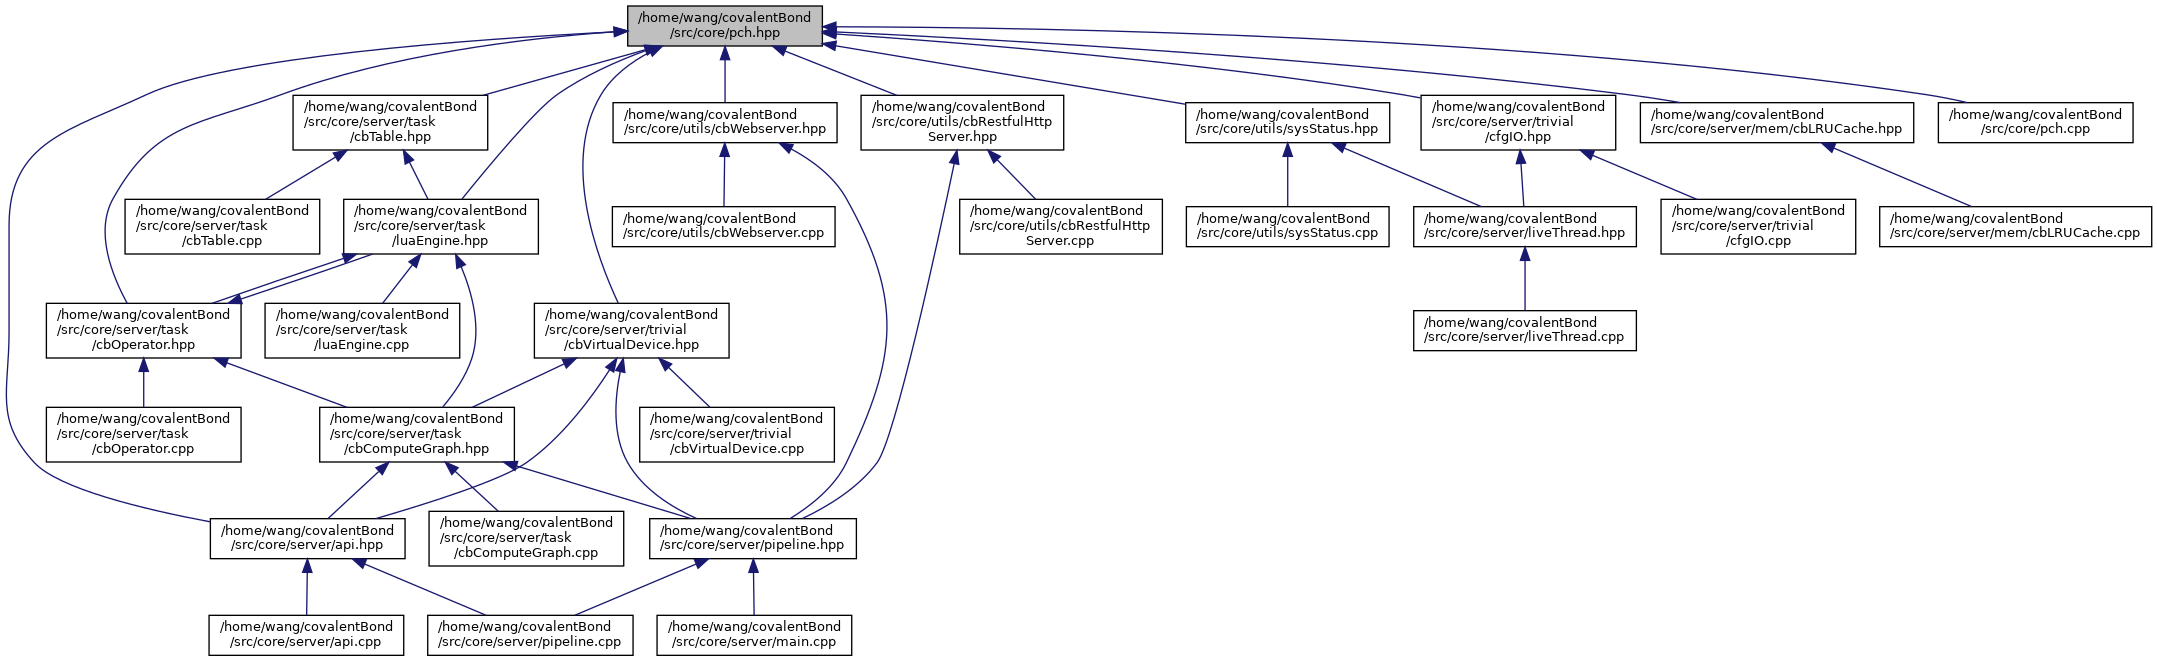 /home/wang/covalentBond
/src/core/pch.hpp
/home/wang/covalentBond
/src/core/server/task
/cbTable.hpp
/home/wang/covalentBond
/src/core/utils/cbWebserver.hpp
/home/wang/covalentBond
/src/core/utils/cbRestfulHttp
Server.hpp
/home/wang/covalentBond
/src/core/utils/sysStatus.hpp
/home/wang/covalentBond
/src/core/server/trivial
/cfgIO.hpp
/home/wang/covalentBond
/src/core/server/mem/cbLRUCache.hpp
/home/wang/covalentBond
/src/core/pch.cpp
/home/wang/covalentBond
/src/core/server/task
/cbTable.cpp
/home/wang/covalentBond
/src/core/server/task
/luaEngine.hpp
/home/wang/covalentBond
/src/core/utils/cbWebserver.cpp
/home/wang/covalentBond
/src/core/utils/cbRestfulHttp
Server.cpp
/home/wang/covalentBond
/src/core/utils/sysStatus.cpp
/home/wang/covalentBond
/src/core/server/liveThread.hpp
/home/wang/covalentBond
/src/core/server/trivial
/cfgIO.cpp
/home/wang/covalentBond
/src/core/server/mem/cbLRUCache.cpp
/home/wang/covalentBond
/src/core/server/task
/cbOperator.hpp
/home/wang/covalentBond
/src/core/server/task
/luaEngine.cpp
/home/wang/covalentBond
/src/core/server/trivial
/cbVirtualDevice.hpp
/home/wang/covalentBond
/src/core/server/liveThread.cpp
/home/wang/covalentBond
/src/core/server/task
/cbOperator.cpp
/home/wang/covalentBond
/src/core/server/task
/cbComputeGraph.hpp
/home/wang/covalentBond
/src/core/server/trivial
/cbVirtualDevice.cpp
/home/wang/covalentBond
/src/core/server/api.hpp
/home/wang/covalentBond
/src/core/server/task
/cbComputeGraph.cpp
/home/wang/covalentBond
/src/core/server/pipeline.hpp
/home/wang/covalentBond
/src/core/server/api.cpp
/home/wang/covalentBond
/src/core/server/pipeline.cpp
/home/wang/covalentBond
/src/core/server/main.cpp